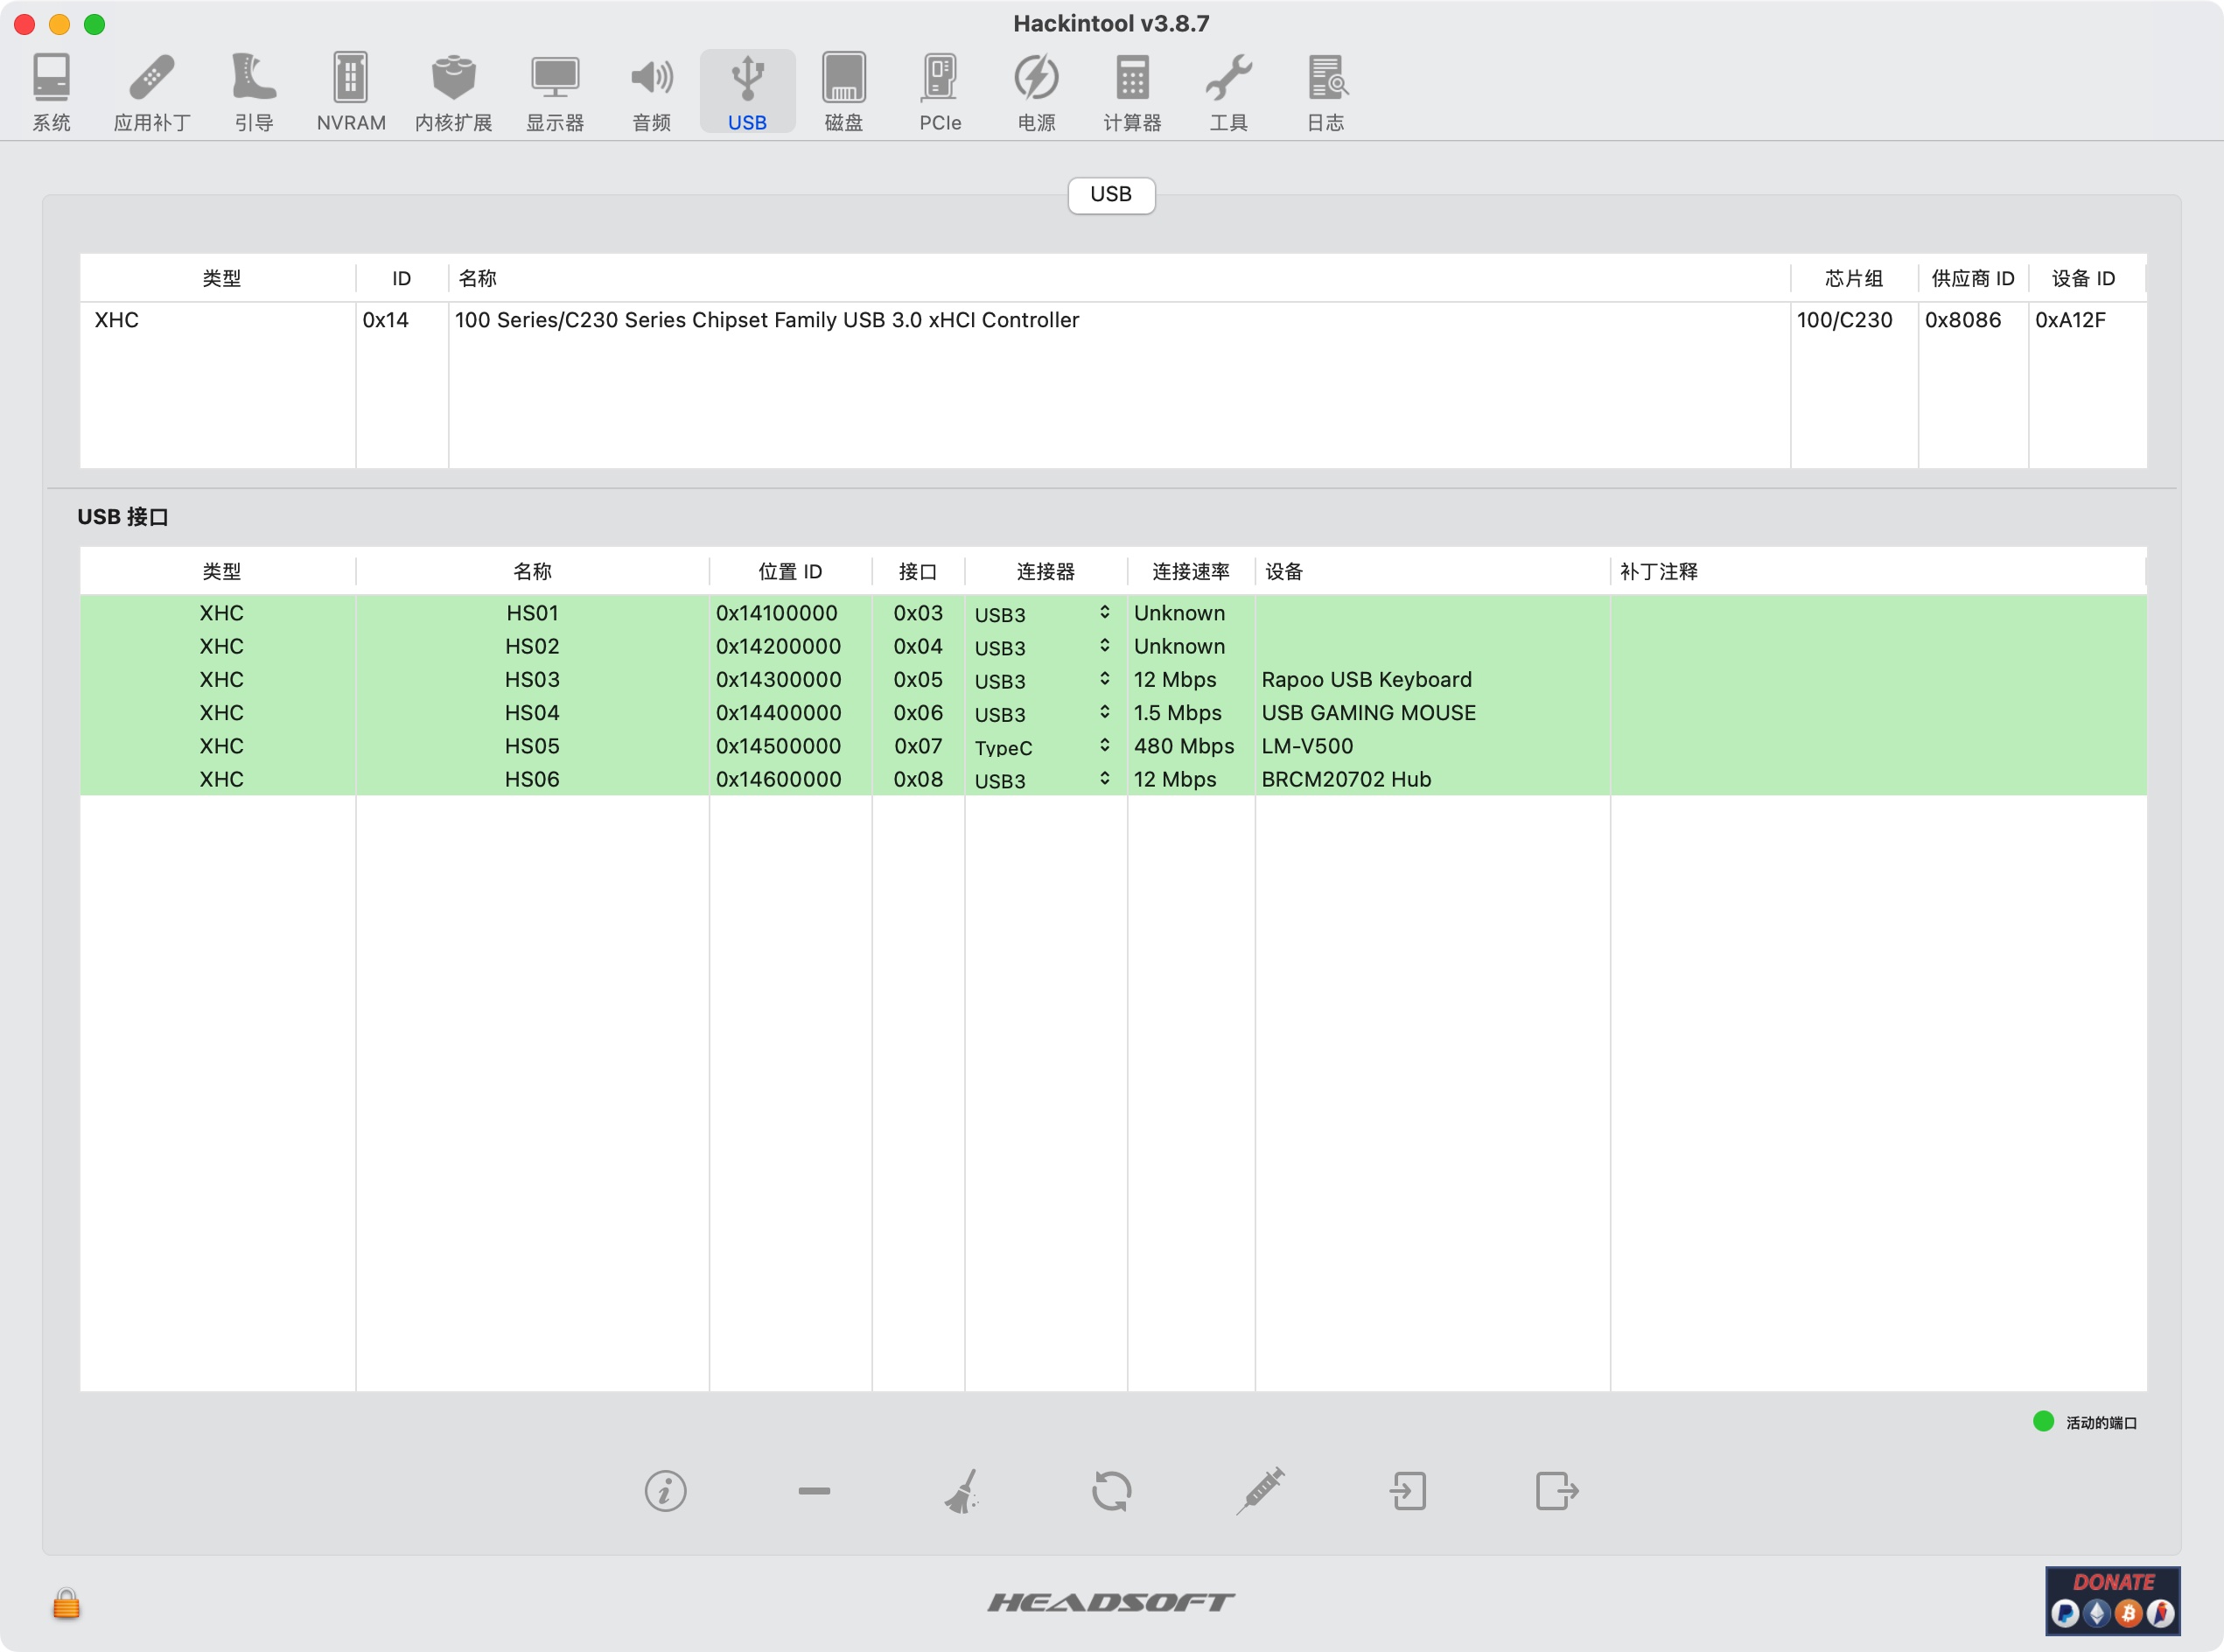 Hackintool v3.8.7
系统 应用补丁 引导 NVRAM 内核扩展 显示器 音频 USB 磁盘 PCIe 电源 计算器 工具 日志
USB
类型 ID 名称 芯片组 供应商 ID 设备 ID
XHC 0x14 100 Series/C230 Series Chipset Family USB 3.0 xHCI Controller 100/C230 0x8086 0xA12F
USB 接口
类型 名称 位置 ID 接口 连接器 连接速率 设备 补丁注释
XHC HS01 0x14100000 0x03 USB3 Unknown
XHC HS02 0x14200000 0x04 USB3 Unknown
XHC HS03 0x14300000 0x05 USB3 12 Mbps Rapoo USB Keyboard
XHC HS04 0x14400000 0x06 USB3 1.5 Mbps USB GAMING MOUSE
XHC HS05 0x14500000 0x07 TypeC 480 Mbps LM-V500
XHC HS06 0x14600000 0x08 USB3 12 Mbps BRCM20702 Hub
活动的端口
HEADSOFT
DONATE